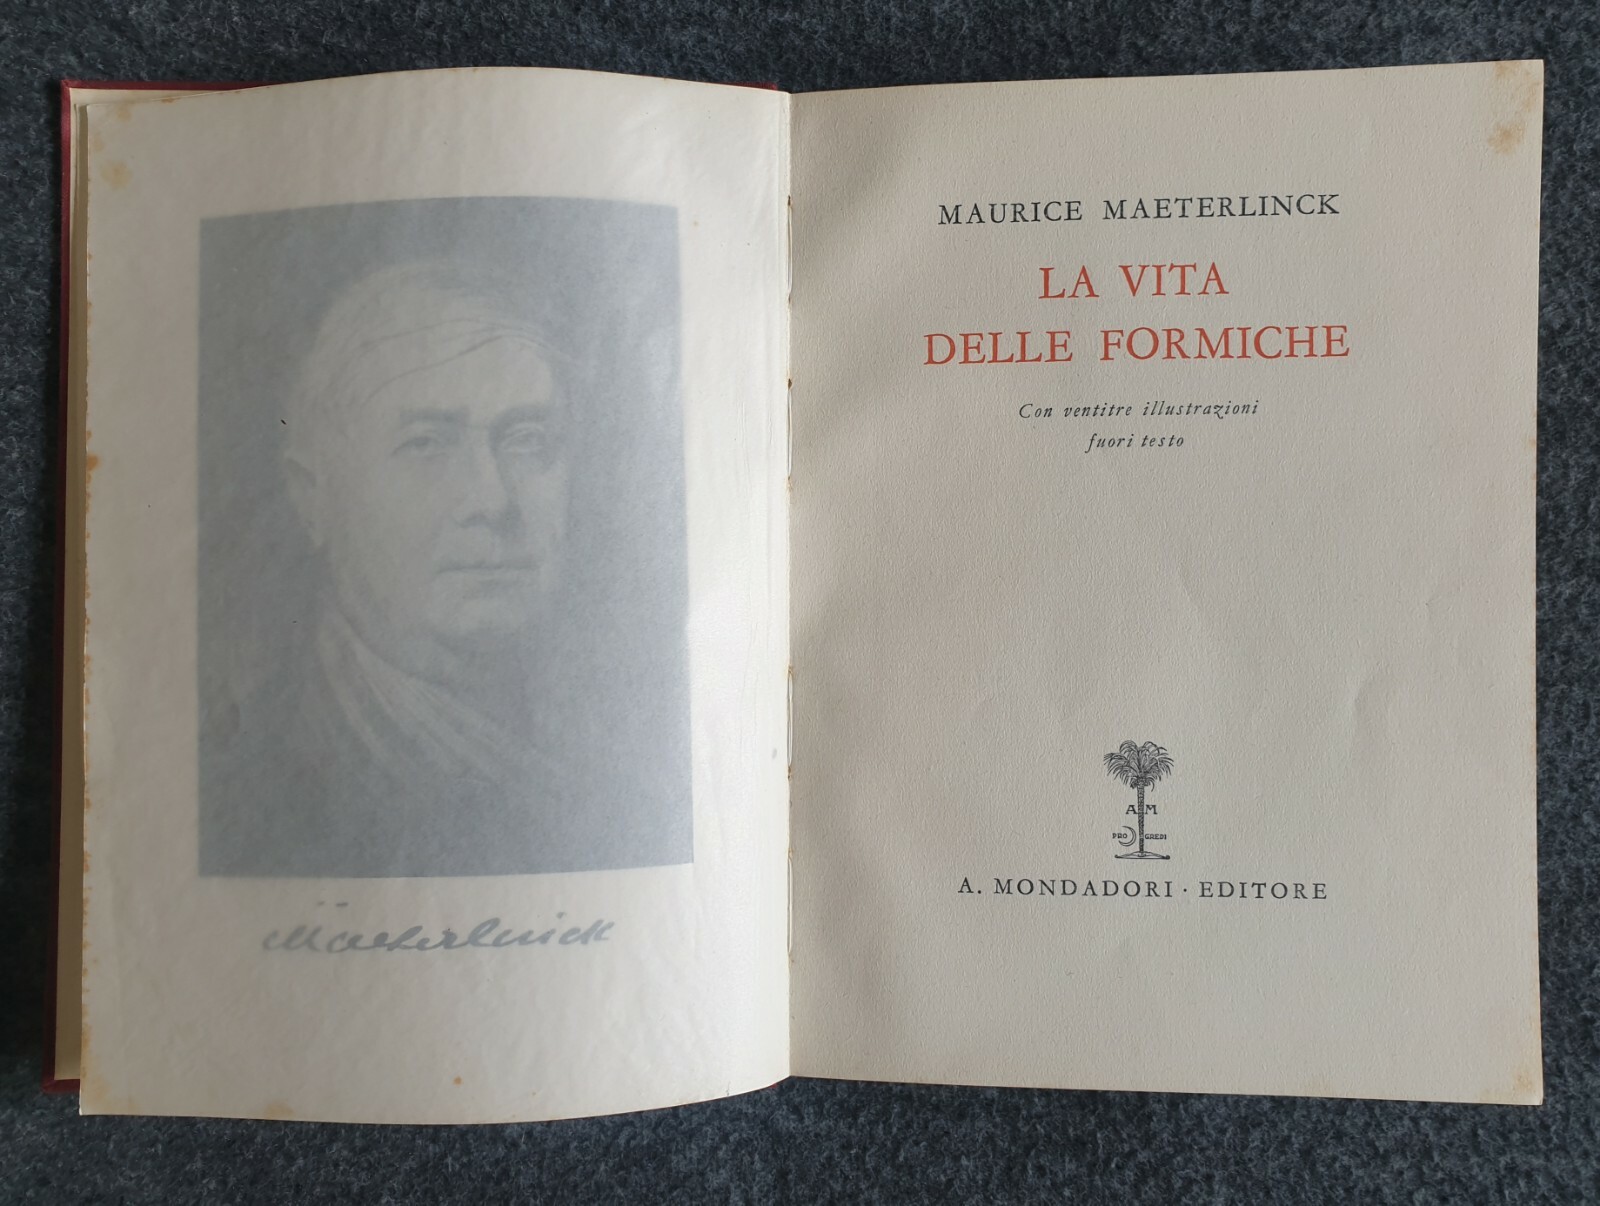 Maeterlinck
MAURICE MAETERLINCK
LA VITA
DELLE FORMICHE
Con ventitre illustrazioni
fuori testo
A M
PRO GREDI
A. MONDADORI · EDITORE